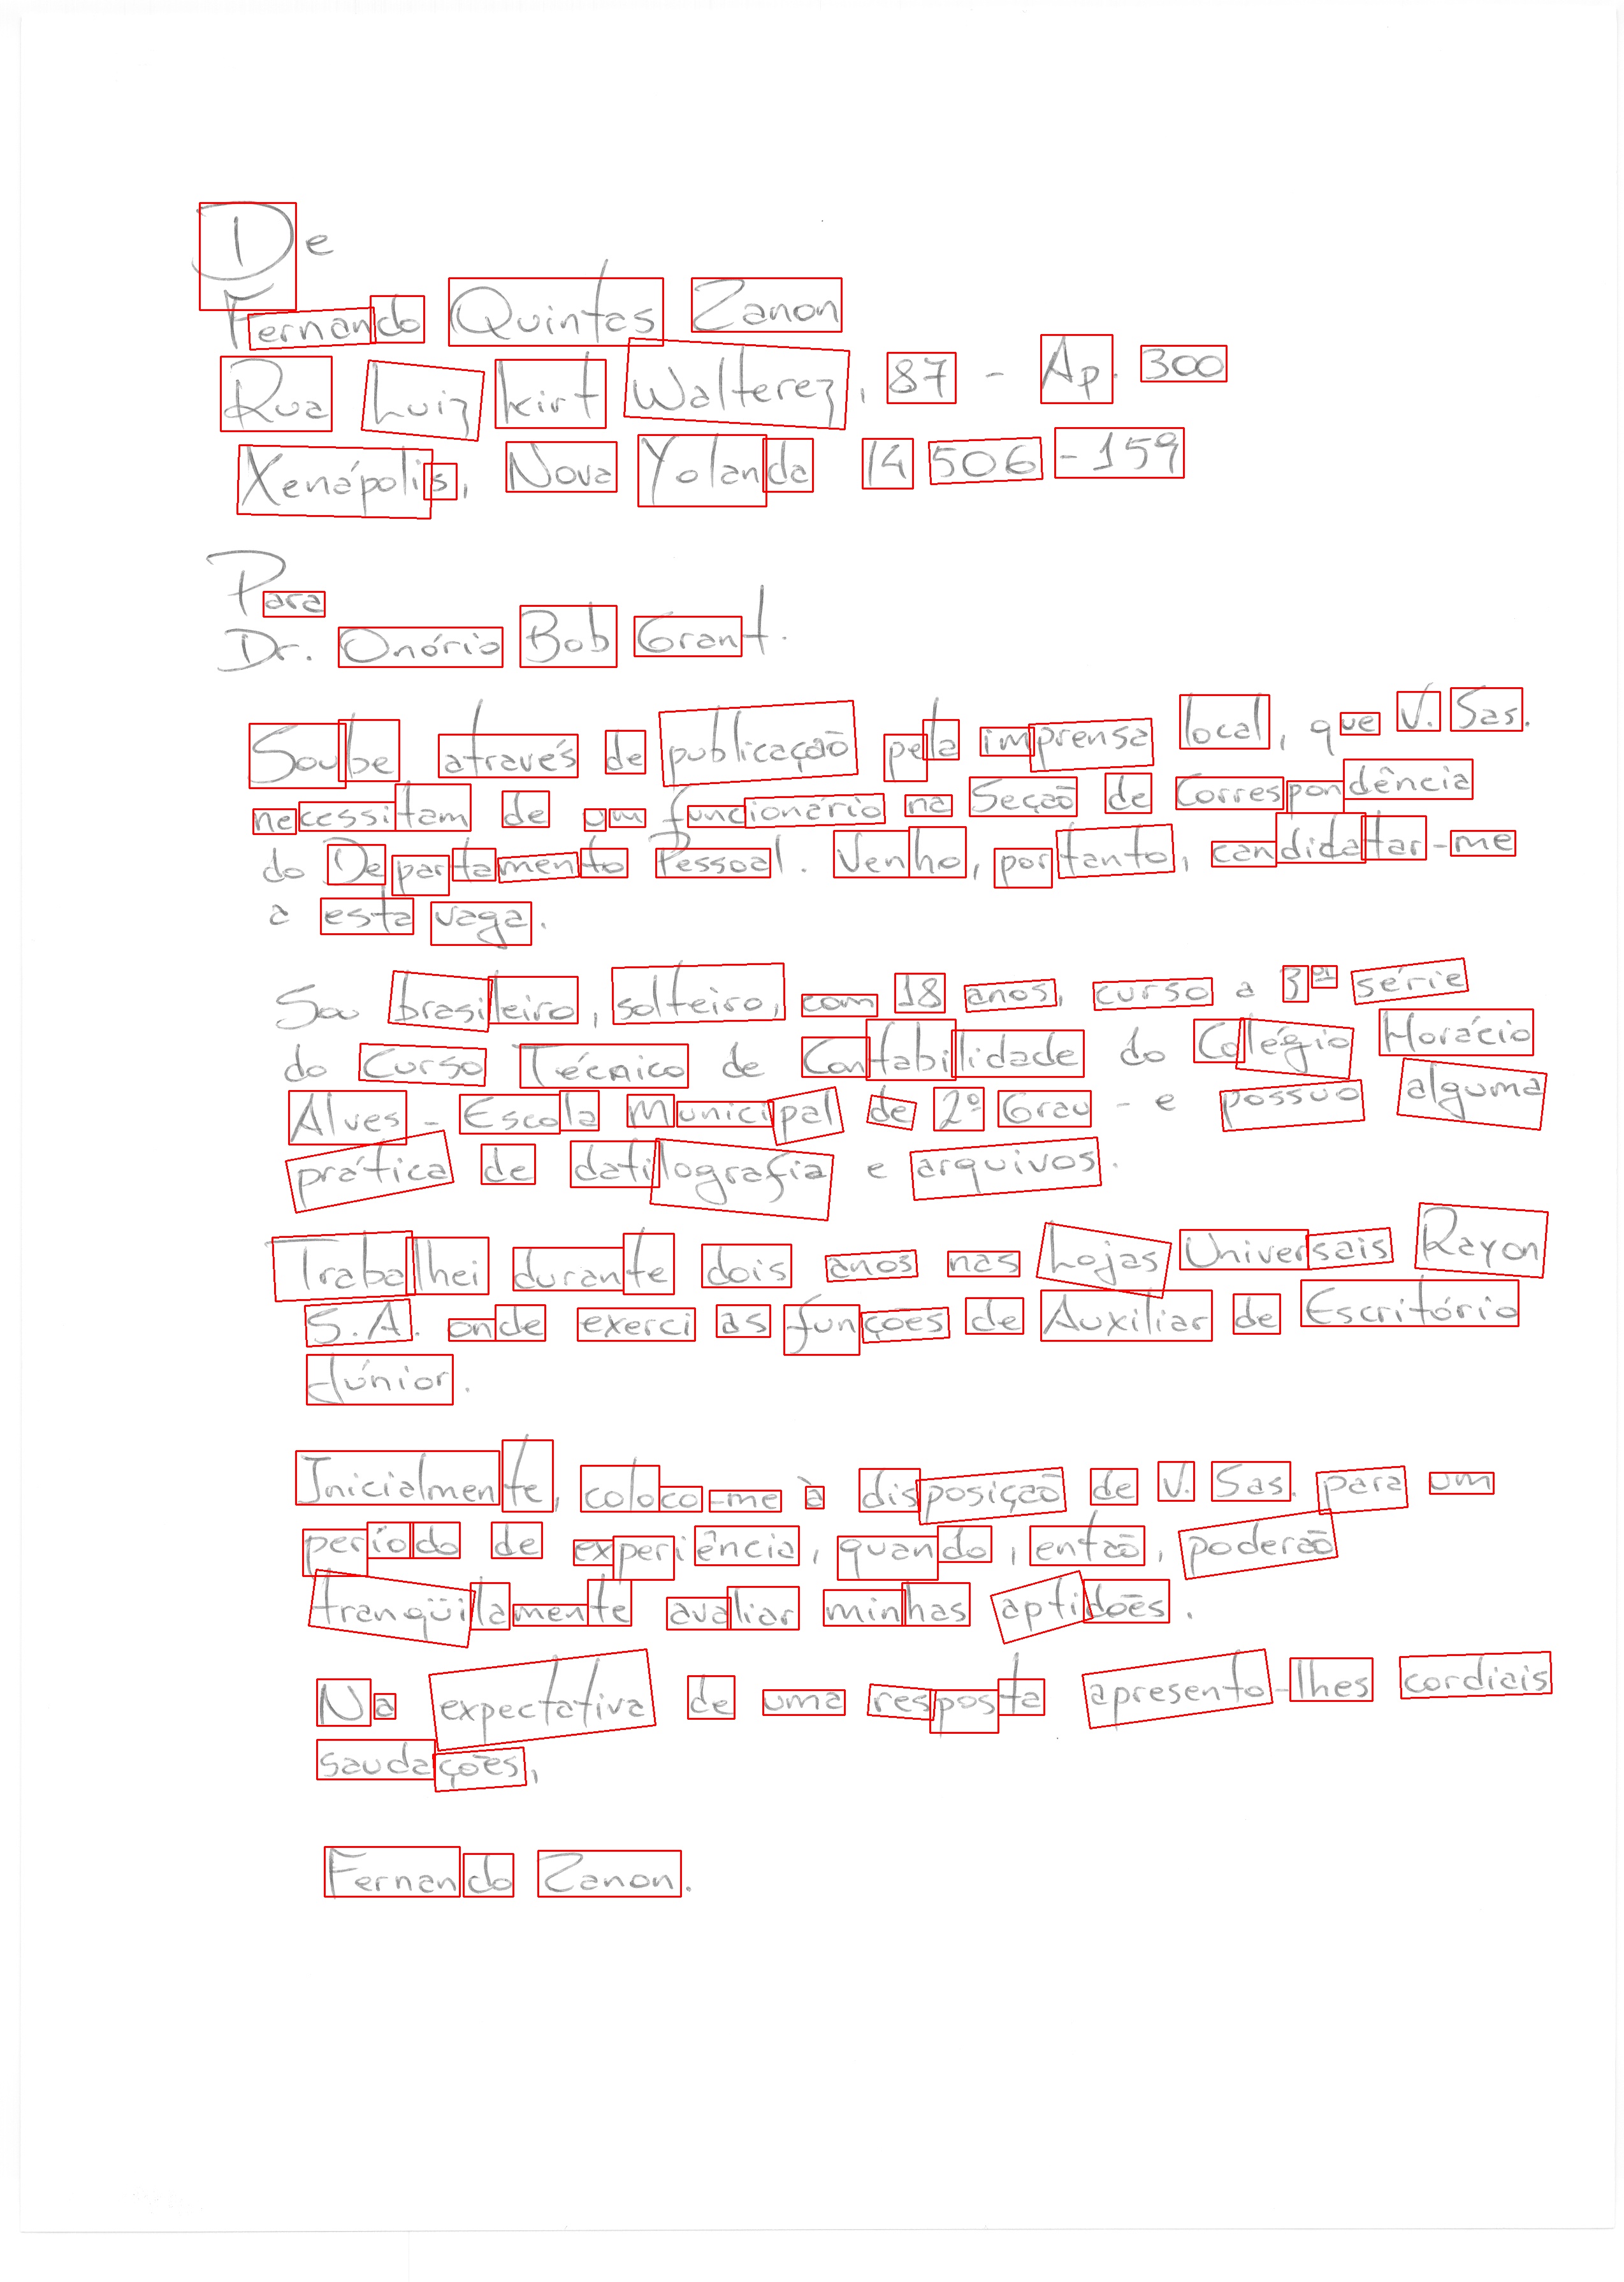 De
Fernando Quintas Zanon
Rua Luiz Kirt Walterez, 87 - Ap. 300
Xenápolis, Nova Yolanda 14506-159
Para
Dr. Onório Bob Grant.
Soube através de publicação pela imprensa local, que V. Sas.
necessitam de um funcionário na Seção de Correspondência
do Departamento Pessoal. Venho, portanto, candidatar-me
a esta vaga.
Sou brasileiro, solteiro, com 18 anos, curso a 3ª série
do Curso Técnico de Contabilidade do Colégio Horácio
Alves - Escola Municipal de 2º Grau - e possuo alguma
prática de datilografia e arquivos.
Trabalhei durante dois anos nas Lojas Universais Rayon
S.A. onde exerci as funções de Auxiliar de Escritório
Júnior.
Inicialmente, coloco-me à disposição de V. Sas. para um
período de experiência, quando, então, poderão
tranqüilamente avaliar minhas aptidões.
Na expectativa de uma resposta apresento-lhes cordiais
saudações,
Fernando Zanon.